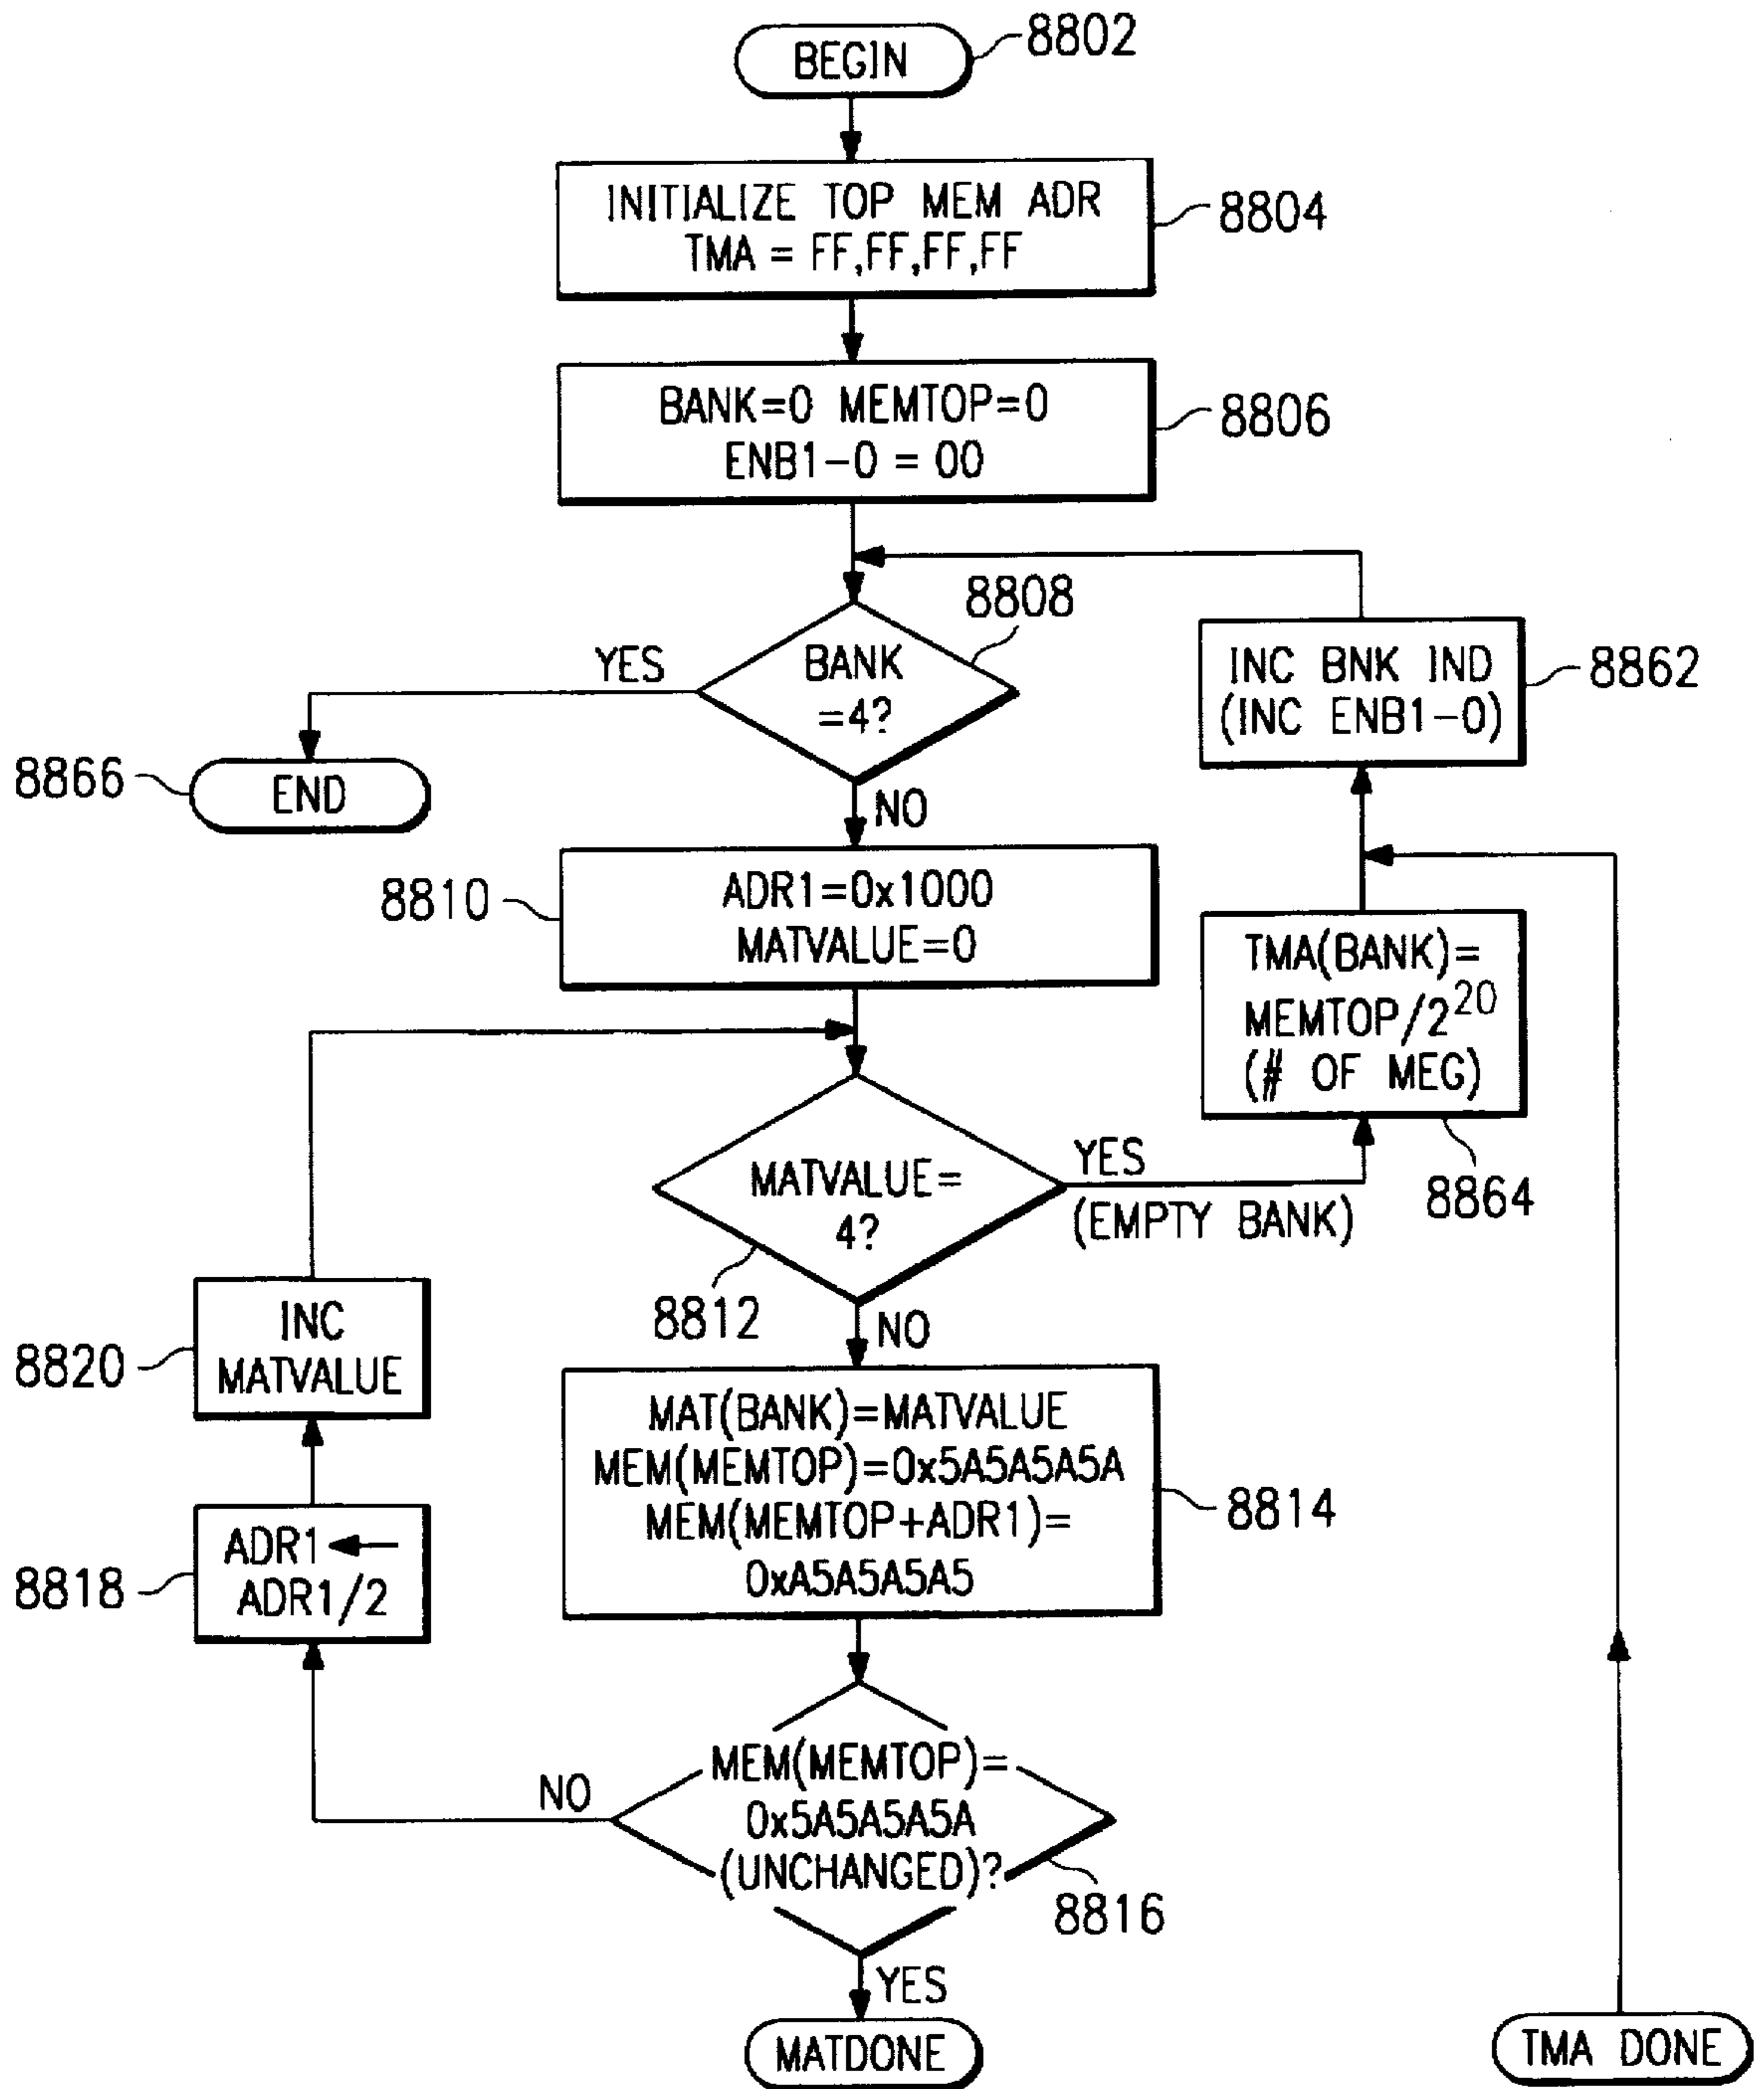 BEGIN
8802
INITIALIZE TOP MEM ADR
TMA = FF,FF,FF,FF
8804
BANK=0 MEMTOP=0
ENB1-0 = 00
8806
8808
BANK
=4?
YES
NO
8866
END
INC BNK IND
(INC ENB1-0)
8862
8810
ADR1=0x1000
MATVALUE=0
TMA(BANK)=
MEMTOP/2^20
(# OF MEG)
8864
MATVALUE=
4?
YES
(EMPTY BANK)
8812
NO
8820
INC
MATVALUE
MAT(BANK)=MATVALUE
MEM(MEMTOP)=0x5A5A5A5A
MEM(MEMTOP+ADR1)=
0xA5A5A5A5
8814
8818
ADR1 ←
ADR1/2
MEM(MEMTOP)=
0x5A5A5A5A
(UNCHANGED)?
NO
8816
YES
MATDONE
TMA DONE